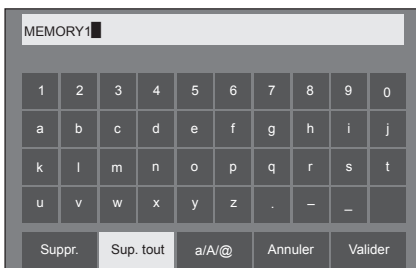 MEMORY1
1 2 3 4 5 6 7 8 9 0
a b c d e f g h i j
k l m n o p q r s t
u v w x y z . – _
Suppr. Sup. tout a/A/@ Annuler Valider